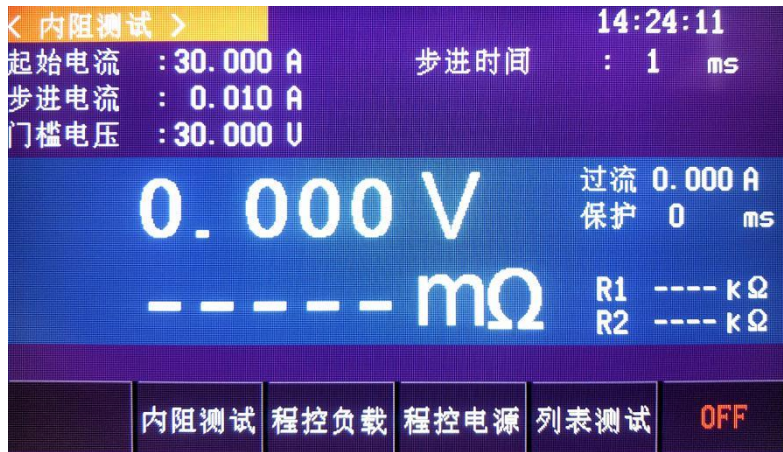 < 内阻测试 > 14:24:11
起始电流 :30.000 A 步进时间 : 1 ms
步进电流 : 0.010 A
门槛电压 :30.000 V
0.000 V 过流 0.000 A
保护 0 ms
-----mΩ R1 ---- KΩ
R2 ---- KΩ
内阻测试 程控负载 程控电源 列表测试 OFF